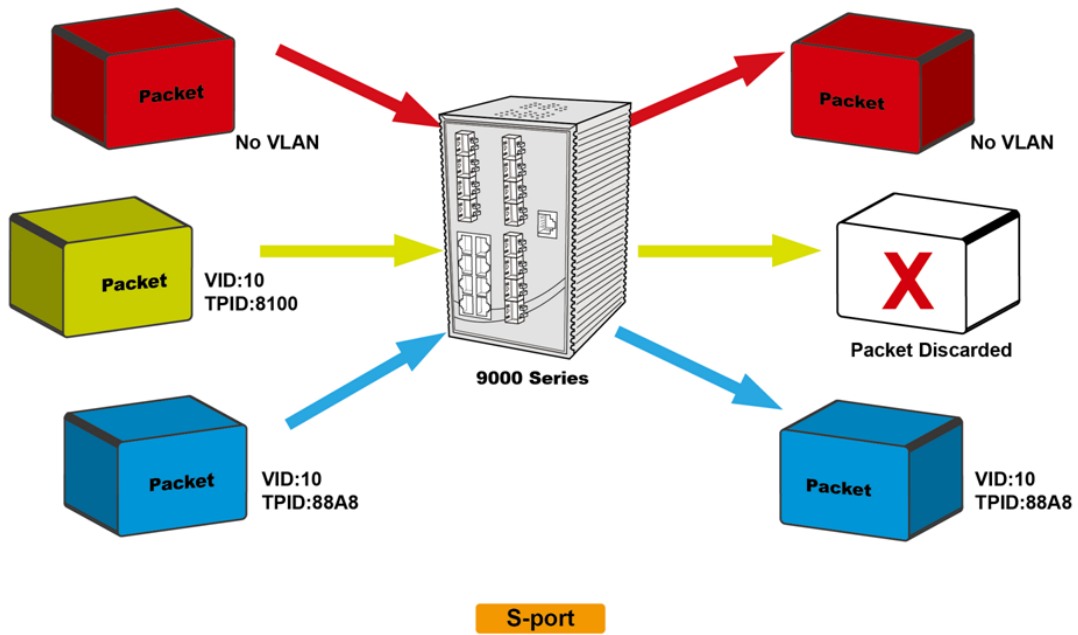 Packet
No VLAN
Packet
No VLAN
Packet
VID:10
TPID:8100
X
Packet Discarded
9000 Series
Packet
VID:10
TPID:88A8
Packet
VID:10
TPID:88A8
S-port